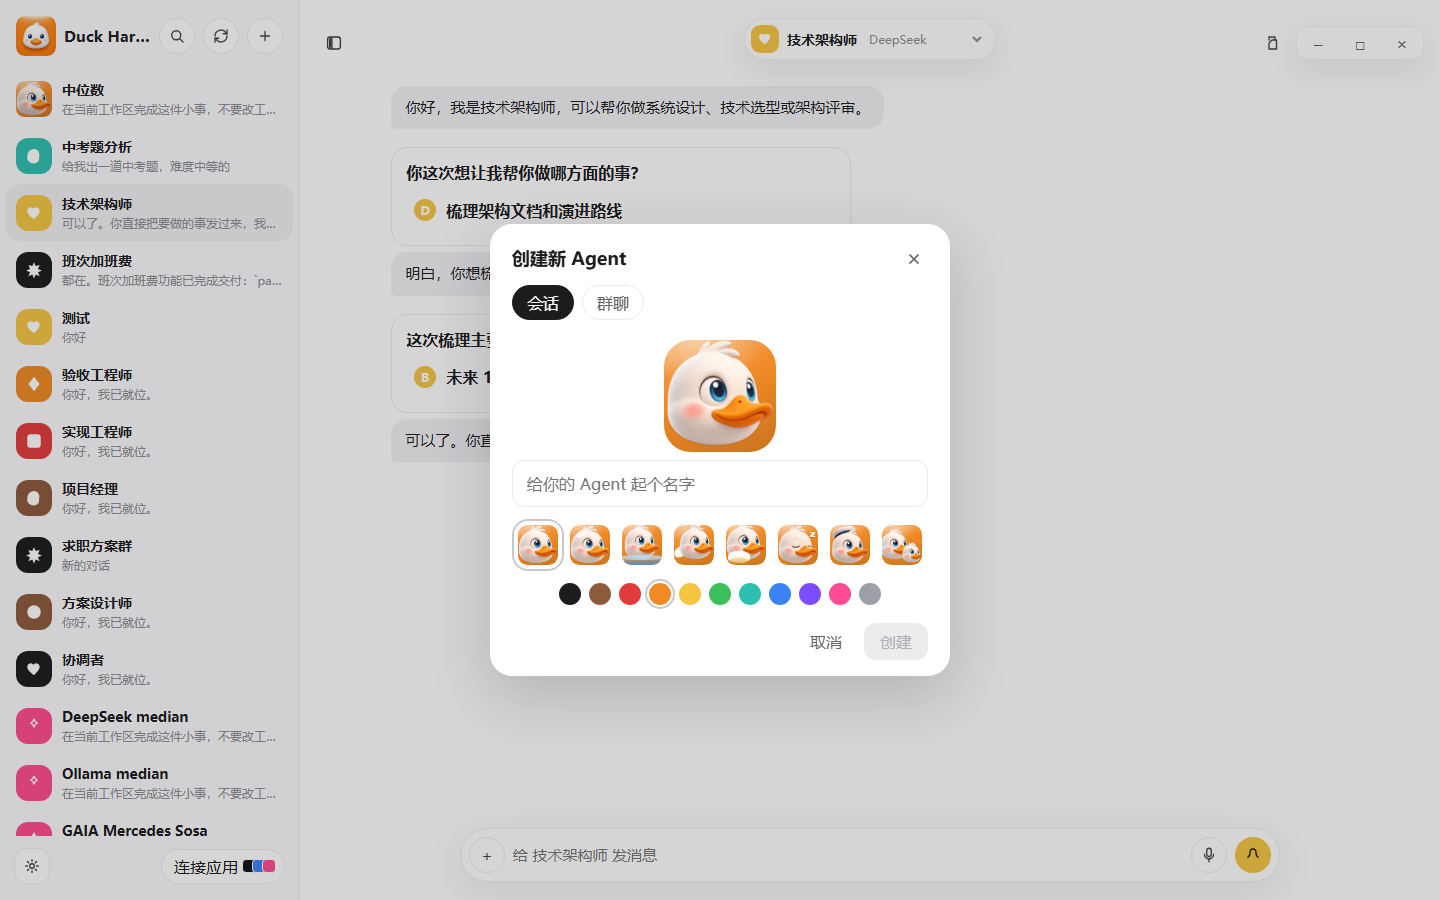 Duck Har...
中位数
在当前工作区完成这件小事，不要改工...
中考题分析
给我出一道中考题，难度中等的
技术架构师
可以了。你直接把要做的事发过来，我...
班次加班费
都在。班次加班费功能已完成交付：`pa...
测试
你好
验收工程师
你好，我已就位。
实现工程师
你好，我已就位。
项目经理
你好，我已就位。
求职方案群
新的对话
方案设计师
你好，我已就位。
协调者
你好，我已就位。
DeepSeek median
在当前工作区完成这件小事，不要改工...
Ollama median
在当前工作区完成这件小事，不要改工...
GAIA Mercedes Sosa
连接应用
技术架构师 DeepSeek
你好，我是技术架构师，可以帮你做系统设计、技术选型或架构评审。
你这次想让我帮你做哪方面的事？
D 梳理架构文档和演进路线
明白，你想梳
这次梳理主要
B 未来 1
可以了。你直
创建新 Agent
会话 群聊
给你的 Agent 起个名字
取消 创建
给 技术架构师 发消息